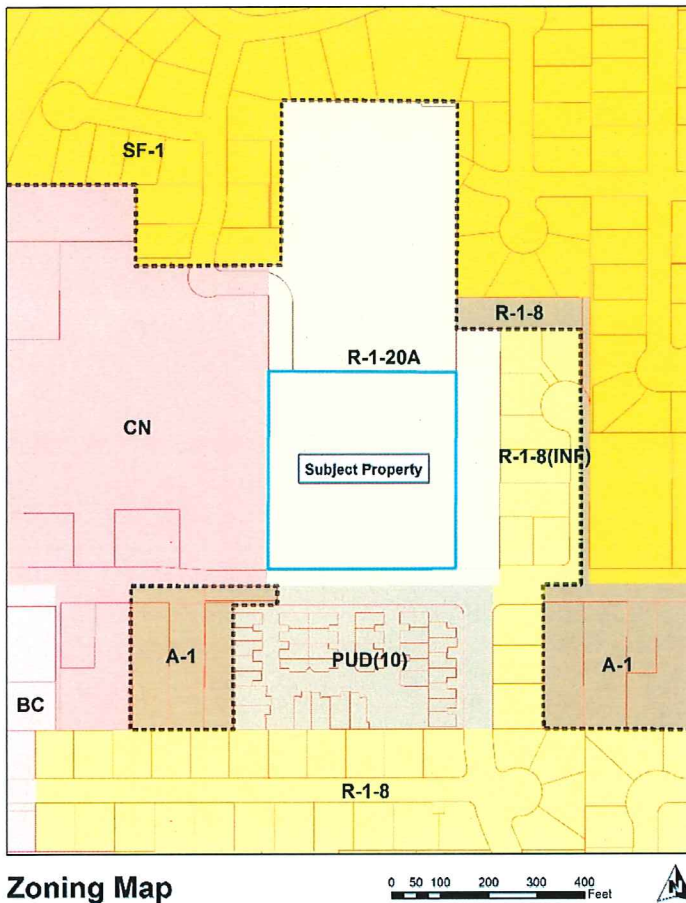 SF-1
R-1-8
R-1-20A
CN
R-1-8(INF)
Subject Property
A-1
PUD(10)
A-1
BC
R-1-8
Zoning Map
0 50 100 200 300 400
Feet
N